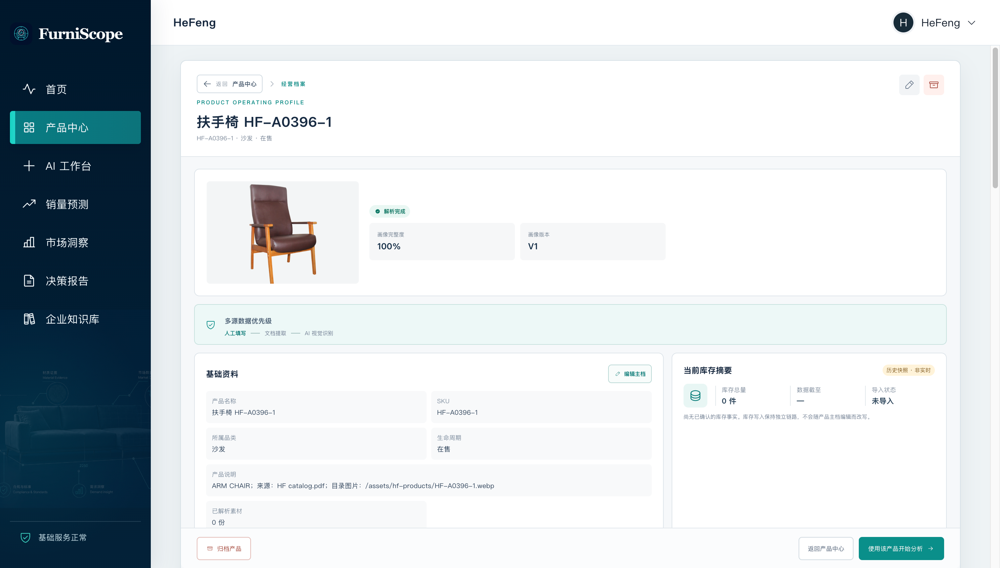 FurniScope
首页
产品中心
AI 工作台
销量预测
市场洞察
决策报告
企业知识库
材质证据
Material Evidence
市场数
Market D
2250
合规与标准
Compliance & Standards
需求洞察
Demand Insight
基础服务正常
HeFeng
H HeFeng
返回 产品中心
经营档案
PRODUCT OPERATING PROFILE
扶手椅 HF-A0396-1
HF-A0396-1 · 沙发 · 在售
解析完成
画像完整度
100%
画像版本
V1
多源数据优先级
人工填写 — 文档提取 — AI 视觉识别
基础资料
编辑主档
产品名称
扶手椅 HF-A0396-1
SKU
HF-A0396-1
所属品类
沙发
生命周期
在售
产品说明
ARM CHAIR；来源：HF catalog.pdf；目录图片：/assets/hf-products/HF-A0396-1.webp
已解析素材
0 份
当前库存摘要
历史快照 · 非实时
库存总量
0 件
数据截至
—
导入状态
未导入
尚无已确认的库存事实。库存写入保持独立链路，不会随产品主档编辑而改写。
归档产品
返回产品中心
使用该产品开始分析 →